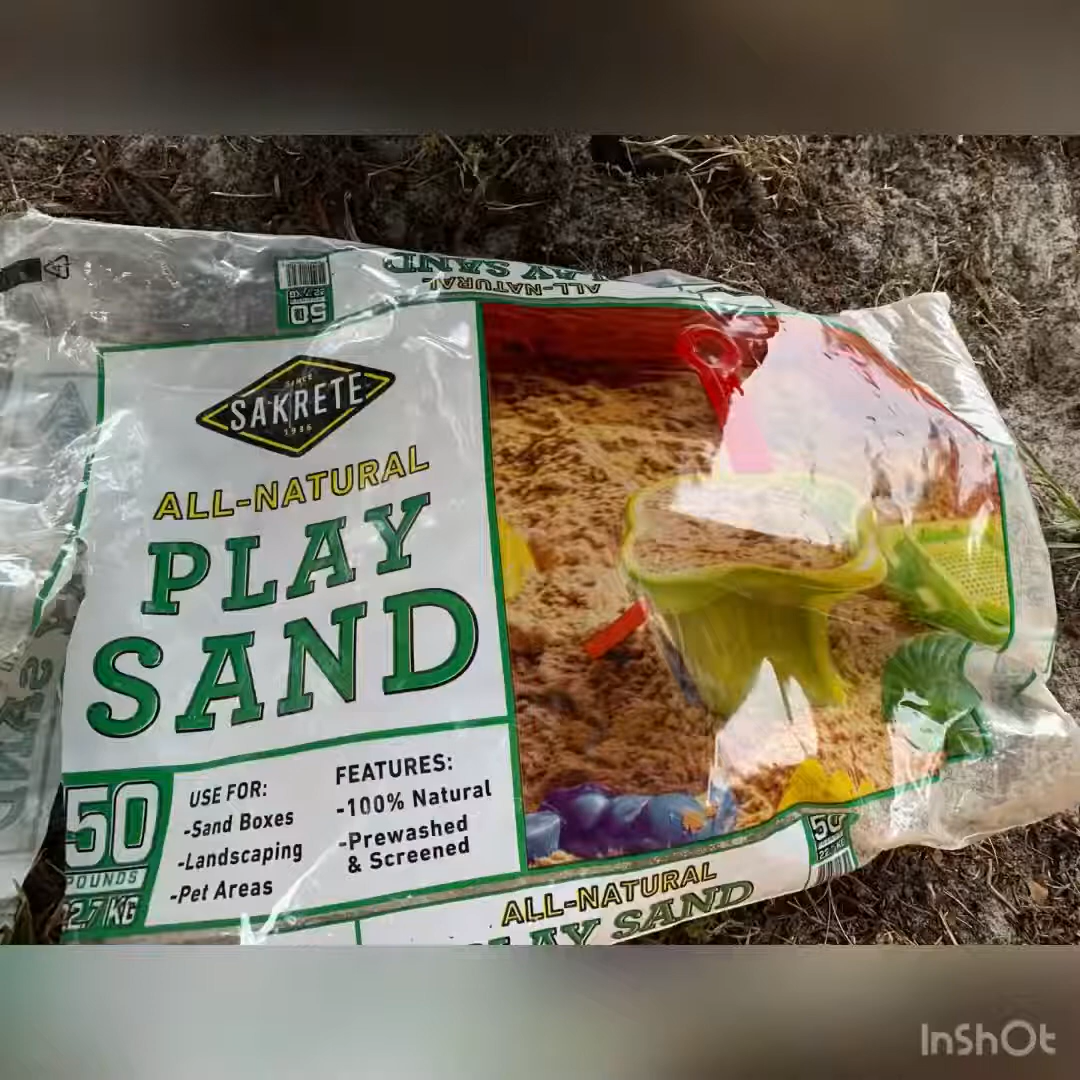 ALL-NATURAL
PLAY SAND
50
SINCE
SAKRETE
1936
ALL-NATURAL
PLAY
SAND
50
POUNDS
22.7 KG
USE FOR:
-Sand Boxes
-Landscaping
-Pet Areas
FEATURES:
-100% Natural
-Prewashed
& Screened
50
ALL-NATURAL
PLAY SAND
InShOt